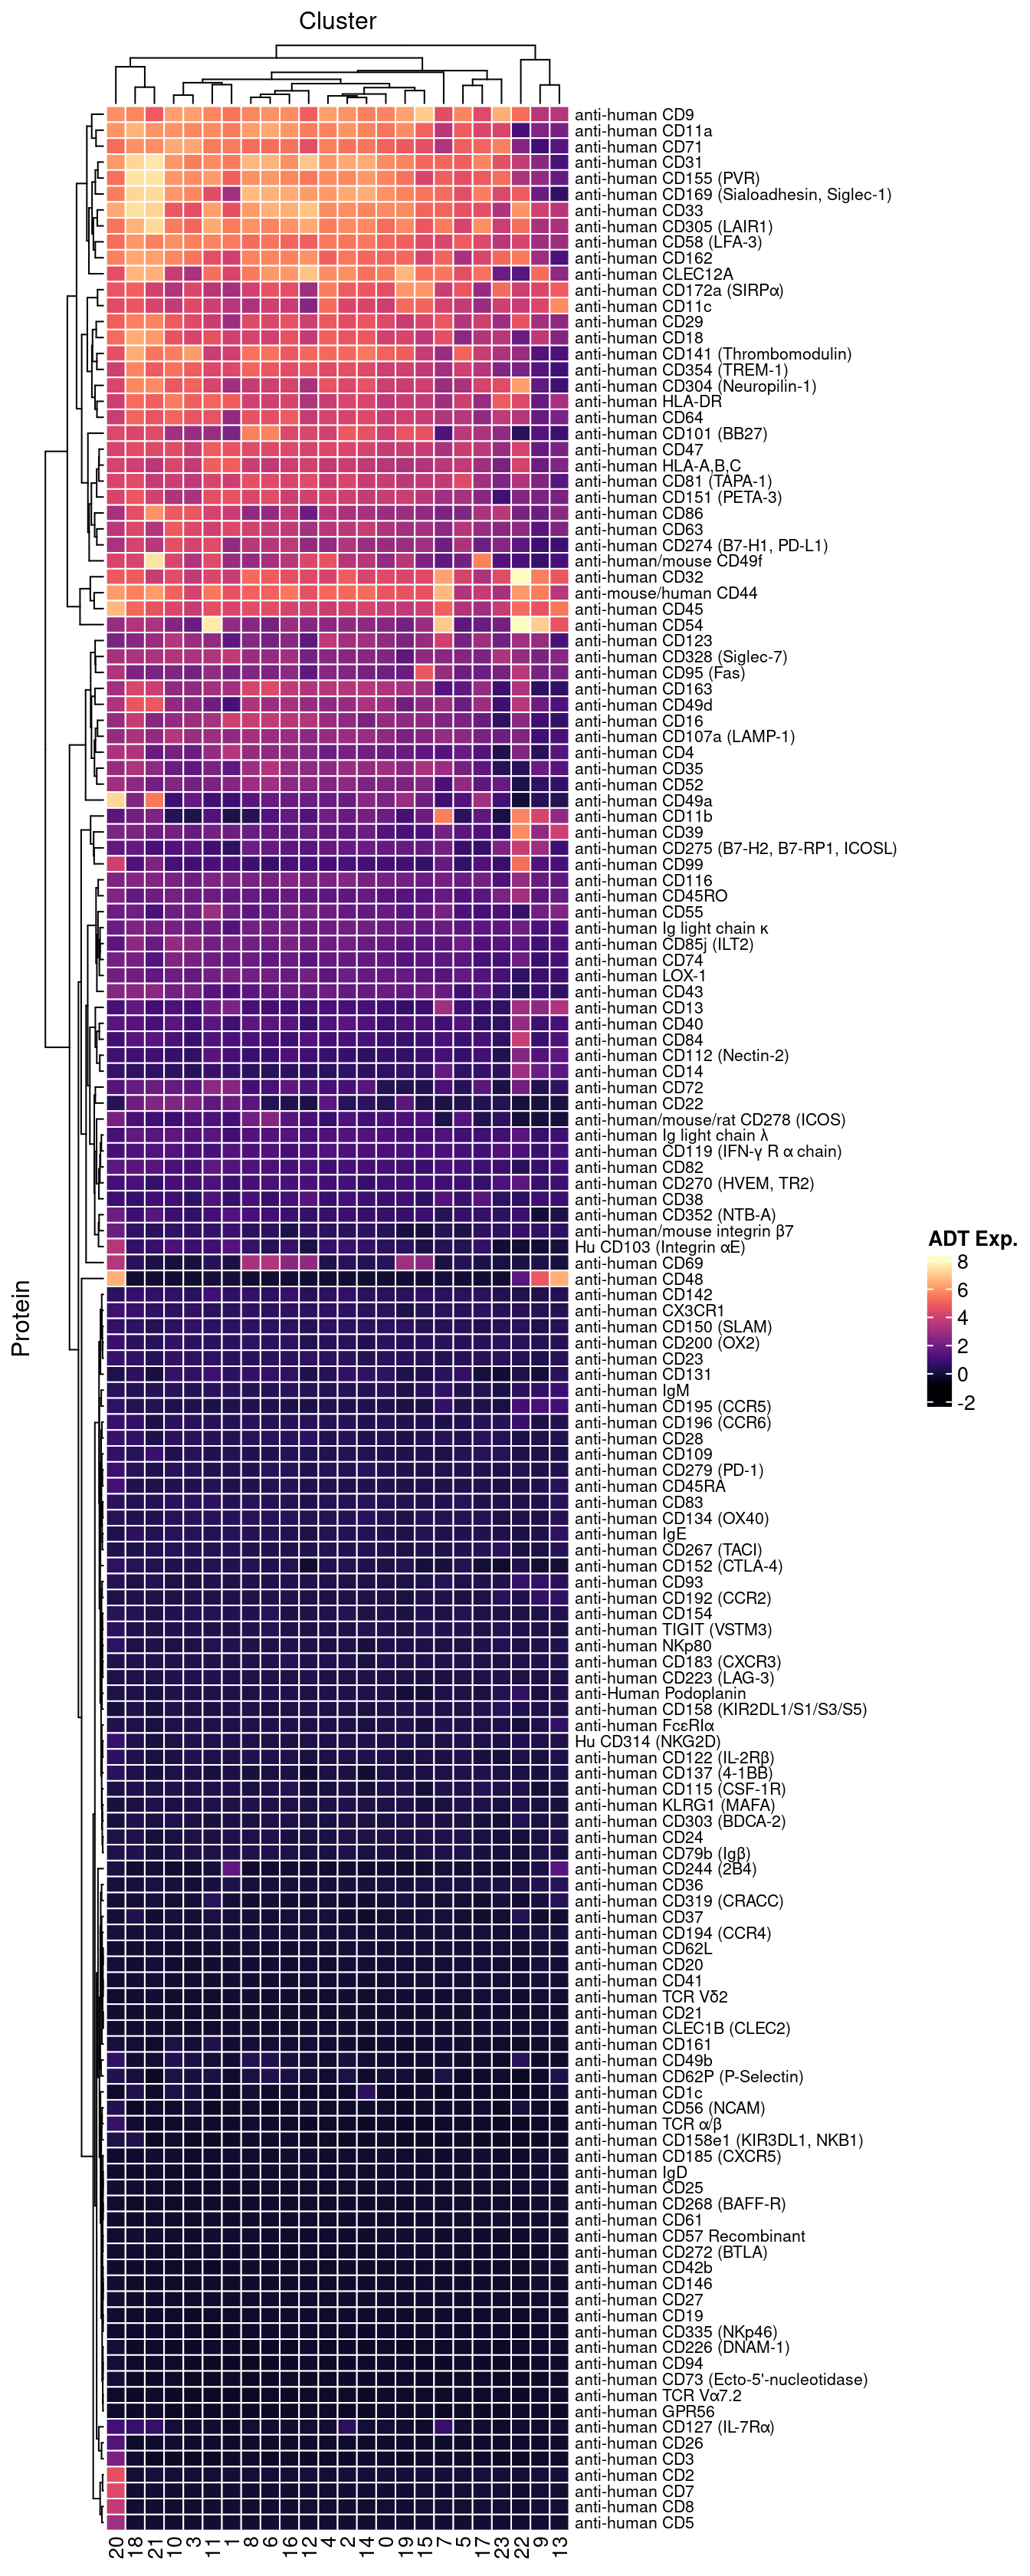 Cluster
anti-human CD9
anti-human CD11a
anti-human CD71
anti-human CD31
anti-human CD155 (PVR)
anti-human CD169 (Sialoadhesin, Siglec-1)
anti-human CD33
anti-human CD305 (LAIR1)
anti-human CD58 (LFA-3)
anti-human CD162
anti-human CLEC12A
anti-human CD172a (SIRPα)
anti-human CD11c
anti-human CD29
anti-human CD18
anti-human CD141 (Thrombomodulin)
anti-human CD354 (TREM-1)
anti-human CD304 (Neuropilin-1)
anti-human HLA-DR
anti-human CD64
anti-human CD101 (BB27)
anti-human CD47
anti-human HLA-A,B,C
anti-human CD81 (TAPA-1)
anti-human CD151 (PETA-3)
anti-human CD86
anti-human CD63
anti-human CD274 (B7-H1, PD-L1)
anti-human/mouse CD49f
anti-human CD32
anti-mouse/human CD44
anti-human CD45
anti-human CD54
anti-human CD123
anti-human CD328 (Siglec-7)
anti-human CD95 (Fas)
anti-human CD163
anti-human CD49d
anti-human CD16
anti-human CD107a (LAMP-1)
anti-human CD4
anti-human CD35
anti-human CD52
anti-human CD49a
anti-human CD11b
anti-human CD39
anti-human CD275 (B7-H2, B7-RP1, ICOSL)
anti-human CD99
anti-human CD116
anti-human CD45RO
anti-human CD55
anti-human Ig light chain κ
anti-human CD85j (ILT2)
anti-human CD74
anti-human LOX-1
anti-human CD43
anti-human CD13
anti-human CD40
anti-human CD84
anti-human CD112 (Nectin-2)
anti-human CD14
anti-human CD72
anti-human CD22
anti-human/mouse/rat CD278 (ICOS)
anti-human Ig light chain λ
anti-human CD119 (IFN-γ R α chain)
anti-human CD82
anti-human CD270 (HVEM, TR2)
anti-human CD38
anti-human CD352 (NTB-A)
anti-human/mouse integrin β7
Hu CD103 (Integrin αE)
anti-human CD69
anti-human CD48
anti-human CD142
anti-human CX3CR1
anti-human CD150 (SLAM)
anti-human CD200 (OX2)
anti-human CD23
anti-human CD131
anti-human IgM
anti-human CD195 (CCR5)
anti-human CD196 (CCR6)
anti-human CD28
anti-human CD109
anti-human CD279 (PD-1)
anti-human CD45RA
anti-human CD83
anti-human CD134 (OX40)
anti-human IgE
anti-human CD267 (TACI)
anti-human CD152 (CTLA-4)
anti-human CD93
anti-human CD192 (CCR2)
anti-human CD154
anti-human TIGIT (VSTM3)
anti-human NKp80
anti-human CD183 (CXCR3)
anti-human CD223 (LAG-3)
anti-Human Podoplanin
anti-human CD158 (KIR2DL1/S1/S3/S5)
anti-human FcεRIα
Hu CD314 (NKG2D)
anti-human CD122 (IL-2Rβ)
anti-human CD137 (4-1BB)
anti-human CD115 (CSF-1R)
anti-human KLRG1 (MAFA)
anti-human CD303 (BDCA-2)
anti-human CD24
anti-human CD79b (Igβ)
anti-human CD244 (2B4)
anti-human CD36
anti-human CD319 (CRACC)
anti-human CD37
anti-human CD194 (CCR4)
anti-human CD62L
anti-human CD20
anti-human CD41
anti-human TCR Vδ2
anti-human CD21
anti-human CLEC1B (CLEC2)
anti-human CD161
anti-human CD49b
anti-human CD62P (P-Selectin)
anti-human CD1c
anti-human CD56 (NCAM)
anti-human TCR α/β
anti-human CD158e1 (KIR3DL1, NKB1)
anti-human CD185 (CXCR5)
anti-human IgD
anti-human CD25
anti-human CD268 (BAFF-R)
anti-human CD61
anti-human CD57 Recombinant
anti-human CD272 (BTLA)
anti-human CD42b
anti-human CD146
anti-human CD27
anti-human CD19
anti-human CD335 (NKp46)
anti-human CD226 (DNAM-1)
anti-human CD94
anti-human CD73 (Ecto-5'-nucleotidase)
anti-human TCR Vα7.2
anti-human GPR56
anti-human CD127 (IL-7Rα)
anti-human CD26
anti-human CD3
anti-human CD2
anti-human CD7
anti-human CD8
anti-human CD5
Protein
20 18 21 10 3 11 1 8 6 16 12 4 2 14 0 19 15 7 5 17 23 22 9 13
ADT Exp.
8
6
4
2
0
-2